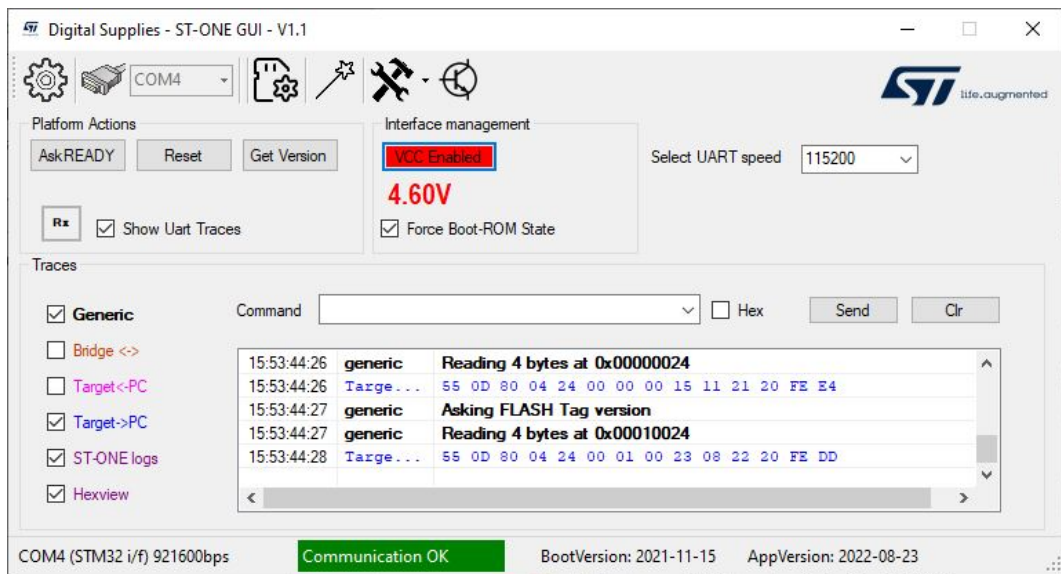 Digital Supplies - ST-ONE GUI - V1.1
COM4
ST life.augmented
Platform Actions
AskREADY Reset Get Version
Rx Show Uart Traces
Interface management
VCC Enabled
4.60V
Force Boot-ROM State
Select UART speed 115200
Traces
Generic
Bridge <->
Target<-PC
Target->PC
ST-ONE logs
Hexview
Command Hex Send Clr
15:53:44:26 generic Reading 4 bytes at 0x00000024
15:53:44:26 Targe... 55 0D 80 04 24 00 00 00 15 11 21 20 FE E4
15:53:44:27 generic Asking FLASH Tag version
15:53:44:27 generic Reading 4 bytes at 0x00010024
15:53:44:28 Targe... 55 0D 80 04 24 00 01 00 23 08 22 20 FE DD
COM4 (STM32 i/f) 921600bps Communication OK BootVersion: 2021-11-15 AppVersion: 2022-08-23